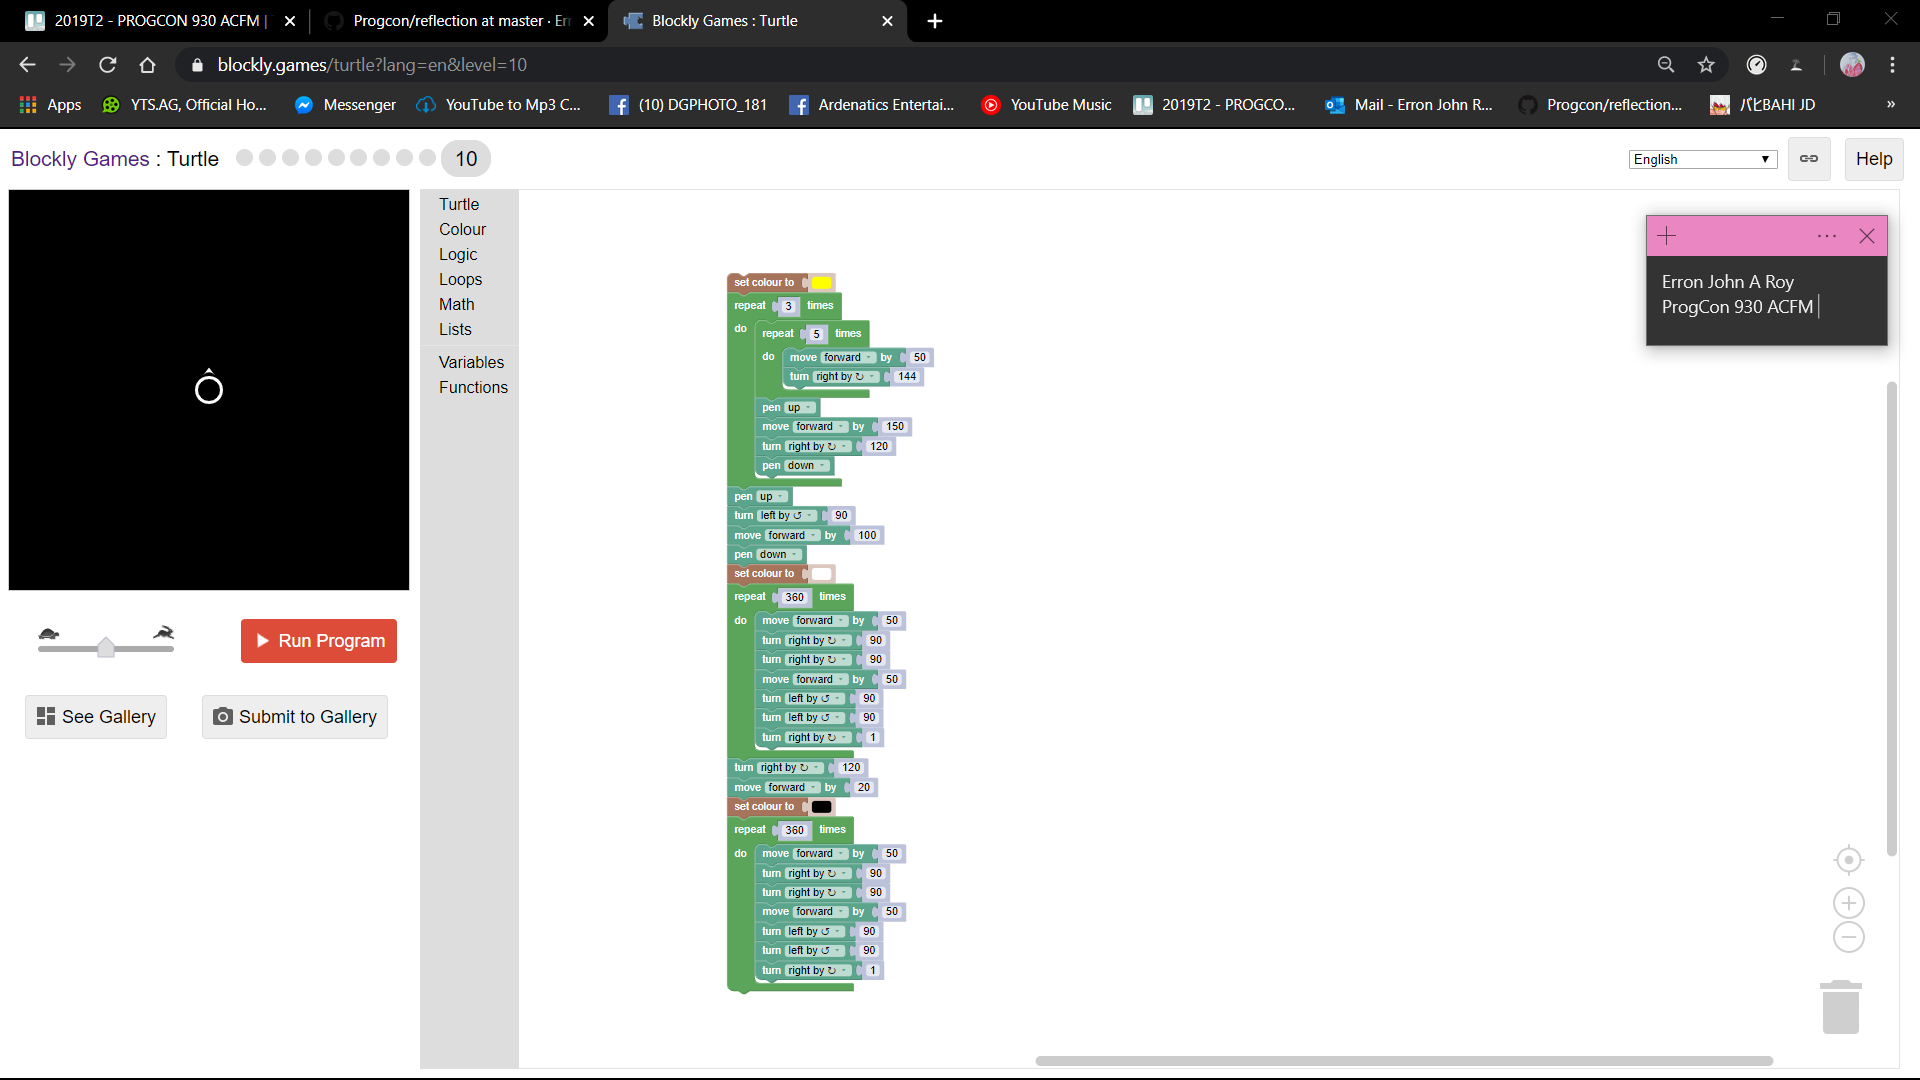 2019T2 - PROGCON 930 ACFM |
Progcon/reflection at master · Er
Blockly Games : Turtle
blockly.games/turtle?lang=en&level=10
Apps
YTS.AG, Official Ho...
Messenger
YouTube to Mp3 C...
(10) DGPHOTO_181
Ardenatics Entertai...
YouTube Music
2019T2 - PROGCO...
Mail - Erron John R...
Progcon/reflection...
パヒBAHI JD
»
Blockly Games : Turtle
10
English
Help
Turtle
Colour
Logic
Loops
Math
Lists
Variables
Functions
Run Program
See Gallery
Submit to Gallery
set colour to
repeat 3 times
do repeat 5 times
do move forward by 50
turn right by ↻ 144
pen up
move forward by 150
turn right by ↻ 120
pen down
pen up
turn left by ↺ 90
move forward by 100
pen down
set colour to
repeat 360 times
do move forward by 50
turn right by ↻ 90
turn right by ↻ 90
move forward by 50
turn left by ↺ 90
turn left by ↺ 90
turn right by ↻ 1
turn right by ↻ 120
move forward by 20
set colour to
repeat 360 times
do move forward by 50
turn right by ↻ 90
turn right by ↻ 90
move forward by 50
turn left by ↺ 90
turn left by ↺ 90
turn right by ↻ 1
Erron John A Roy
ProgCon 930 ACFM